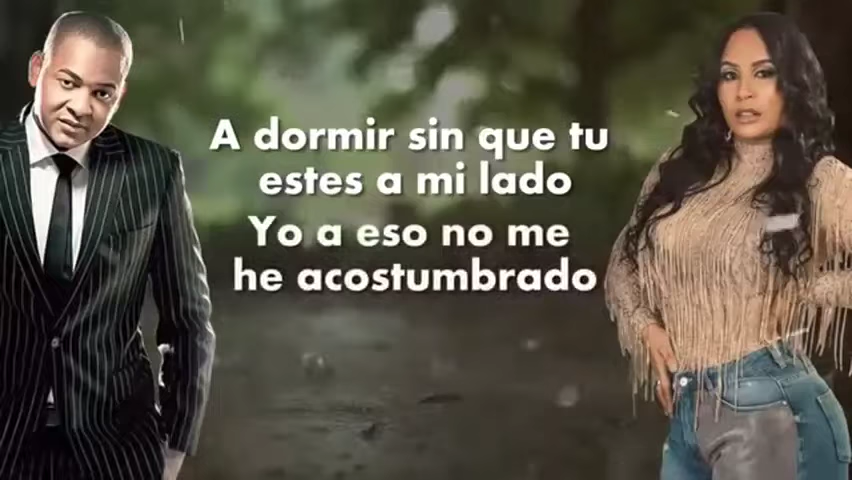 A dormir sin que tu
estes a mi lado
Yo a eso no me
he acostumbrado